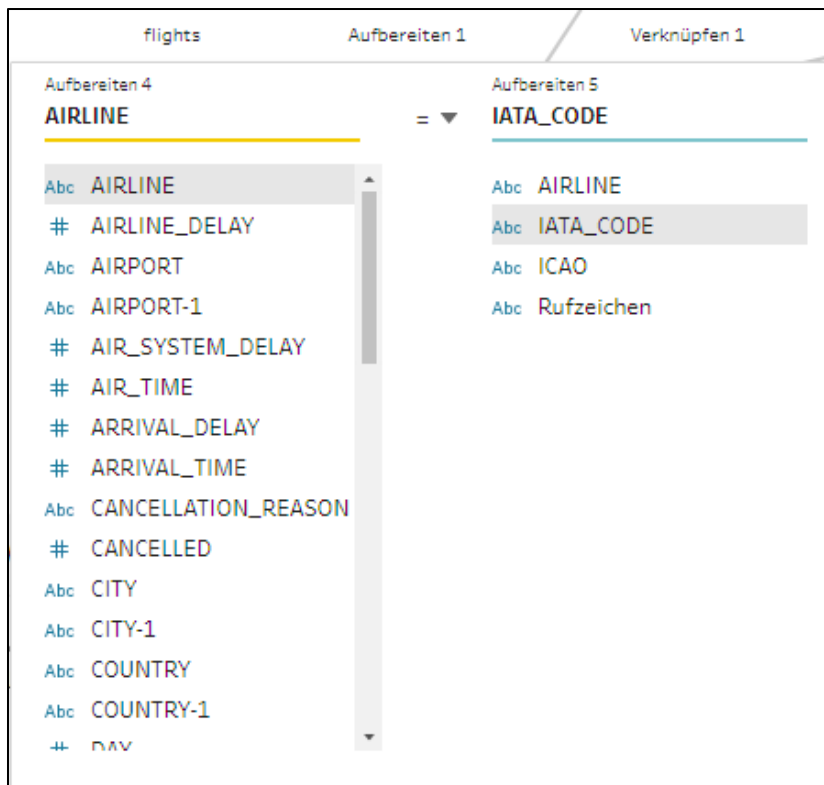 flights Aufbereiten 1 Verknüpfen 1
Aufbereiten 4 Aufbereiten 5
AIRLINE = IATA_CODE
Abc AIRLINE Abc AIRLINE
# AIRLINE_DELAY Abc IATA_CODE
Abc AIRPORT Abc ICAO
Abc AIRPORT-1 Abc Rufzeichen
# AIR_SYSTEM_DELAY
# AIR_TIME
# ARRIVAL_DELAY
# ARRIVAL_TIME
Abc CANCELLATION_REASON
# CANCELLED
Abc CITY
Abc CITY-1
Abc COUNTRY
Abc COUNTRY-1
# DAY